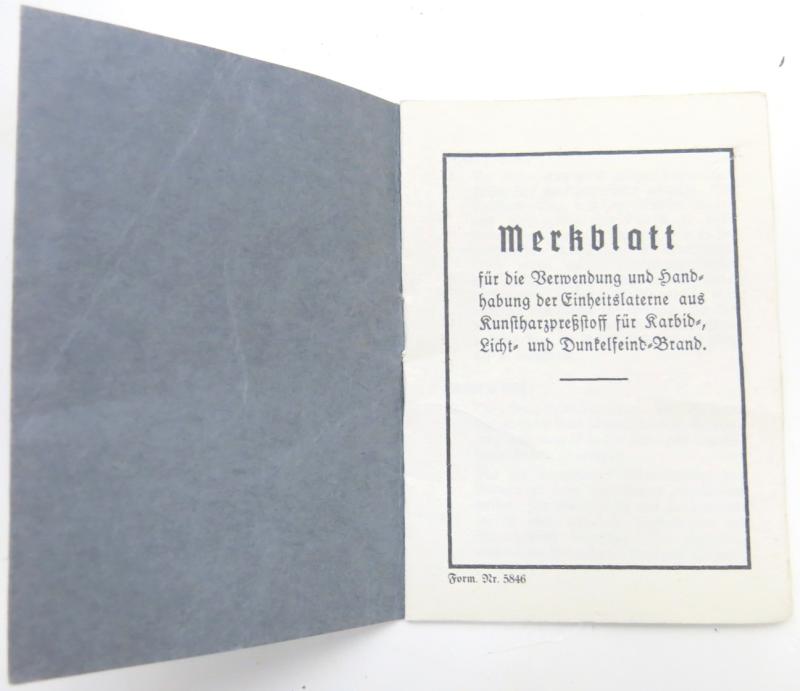 Merkblatt
für die Verwendung und Hand-
habung der Einheitslaterne aus
Kunstharzpreßstoff für Karbid-,
Licht- und Dunkelfeind-Brand.
Form. Nr. 5846